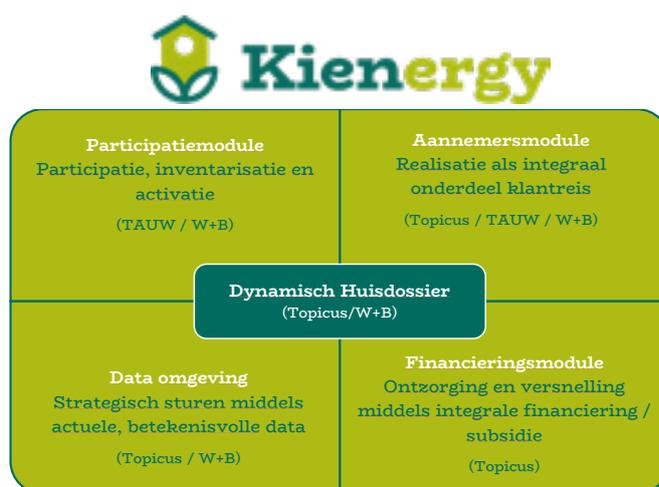 Kienergy
Participatiemodule
Participatie, inventarisatie en
activatie
(TAUW / W+B)
Aannemersmodule
Realisatie als integraal
onderdeel klantreis
(Topicus / TAUW / W+B)
Dynamisch Huisdossier
(Topicus/W+B)
Data omgeving
Strategisch sturen middels
actuele, betekenisvolle data
(Topicus / W+B)
Financieringsmodule
Ontzorging en versnelling
middels integrale financiering /
subsidie
(Topicus)